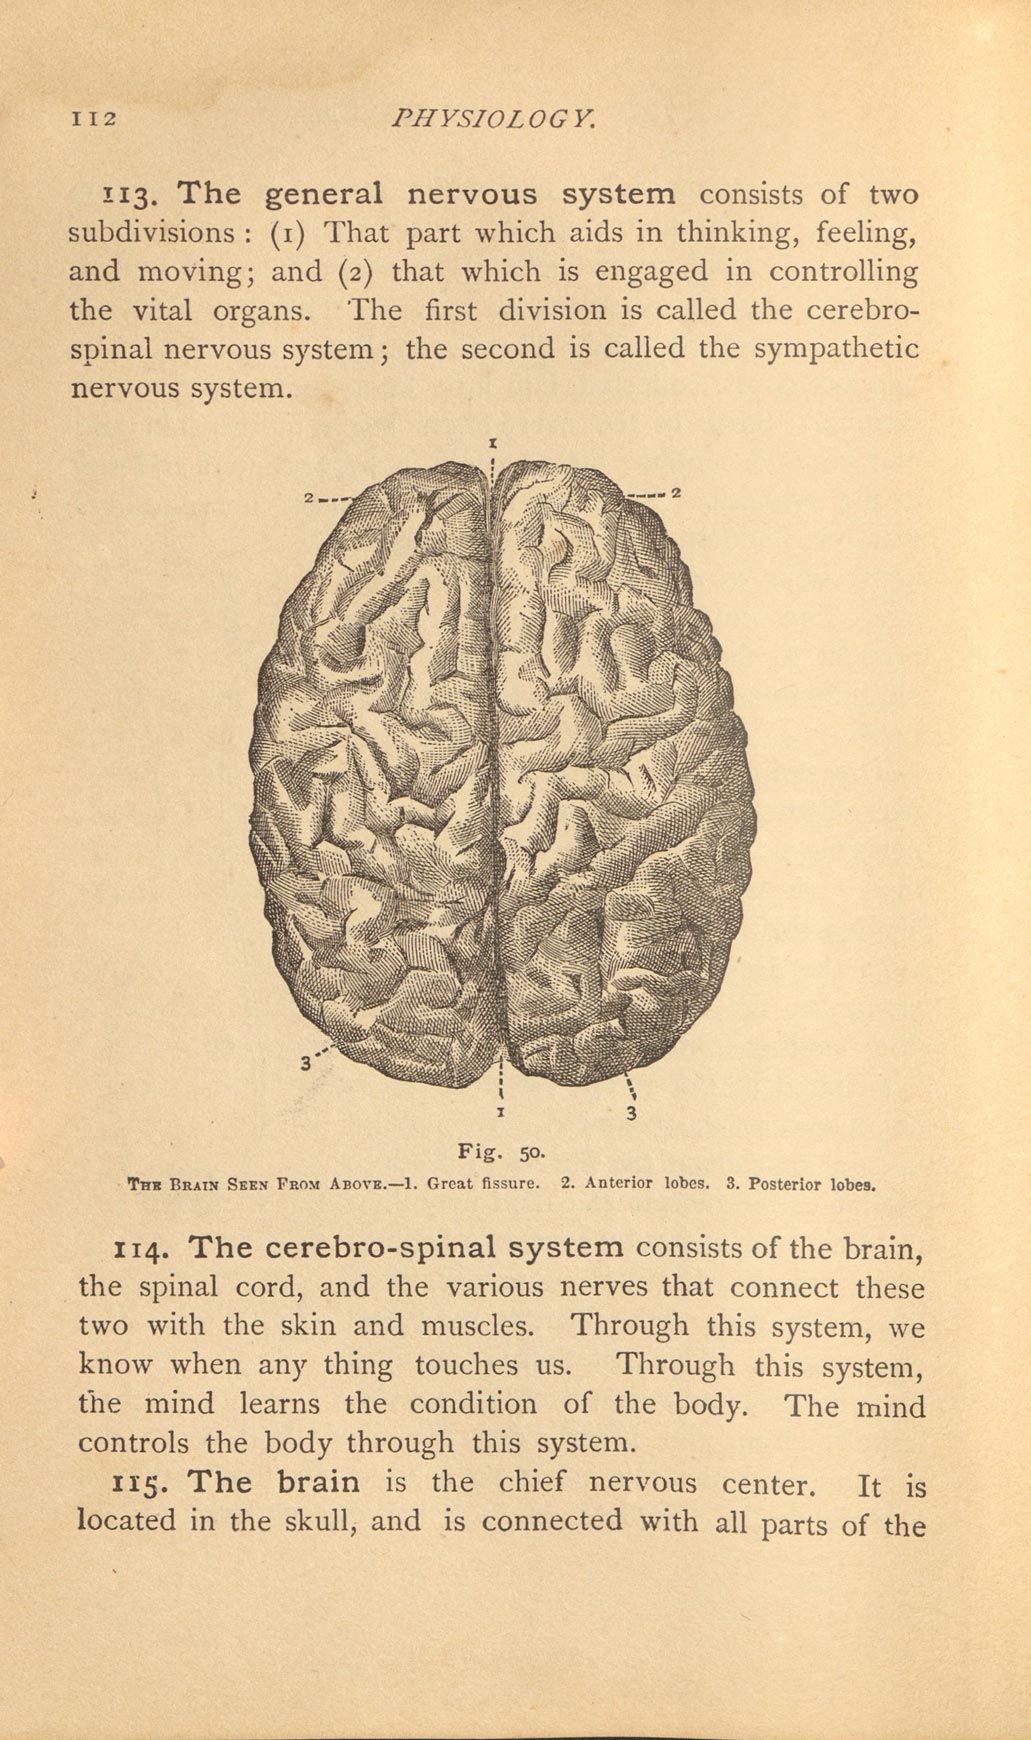 112 PHYSIOLOGY.
113. The general nervous system consists of two
subdivisions : (1) That part which aids in thinking, feeling,
and moving; and (2) that which is engaged in controlling
the vital organs. The first division is called the cerebro-
spinal nervous system; the second is called the sympathetic
nervous system.
1
2 2
3
1 3
Fig. 50.
THE BRAIN SEEN FROM ABOVE.—1. Great fissure. 2. Anterior lobes. 3. Posterior lobes.
114. The cerebro-spinal system consists of the brain,
the spinal cord, and the various nerves that connect these
two with the skin and muscles. Through this system, we
know when any thing touches us. Through this system,
the mind learns the condition of the body. The mind
controls the body through this system.
115. The brain is the chief nervous center. It is
located in the skull, and is connected with all parts of the